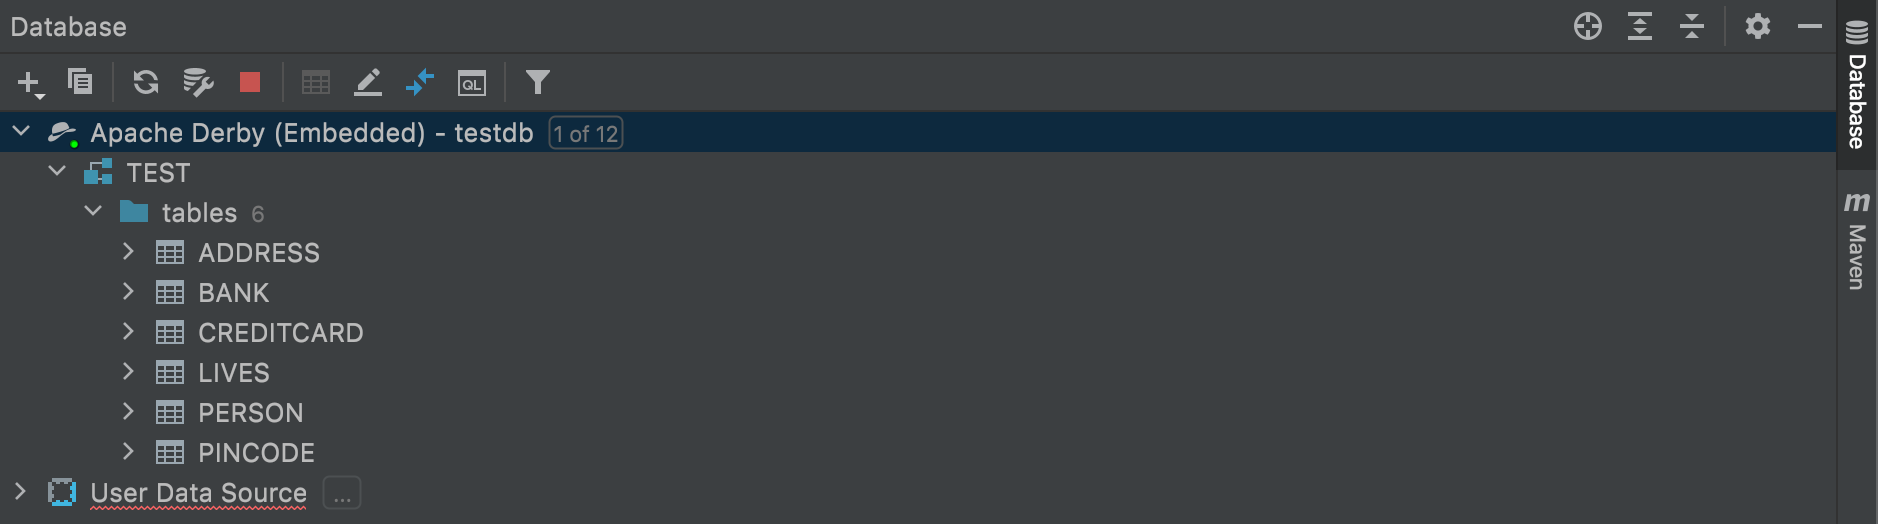 Database
QL
Apache Derby (Embedded) - testdb 1 of 12
TEST
tables 6
ADDRESS
BANK
CREDITCARD
LIVES
PERSON
PINCODE
User Data Source ...
Database
m Maven